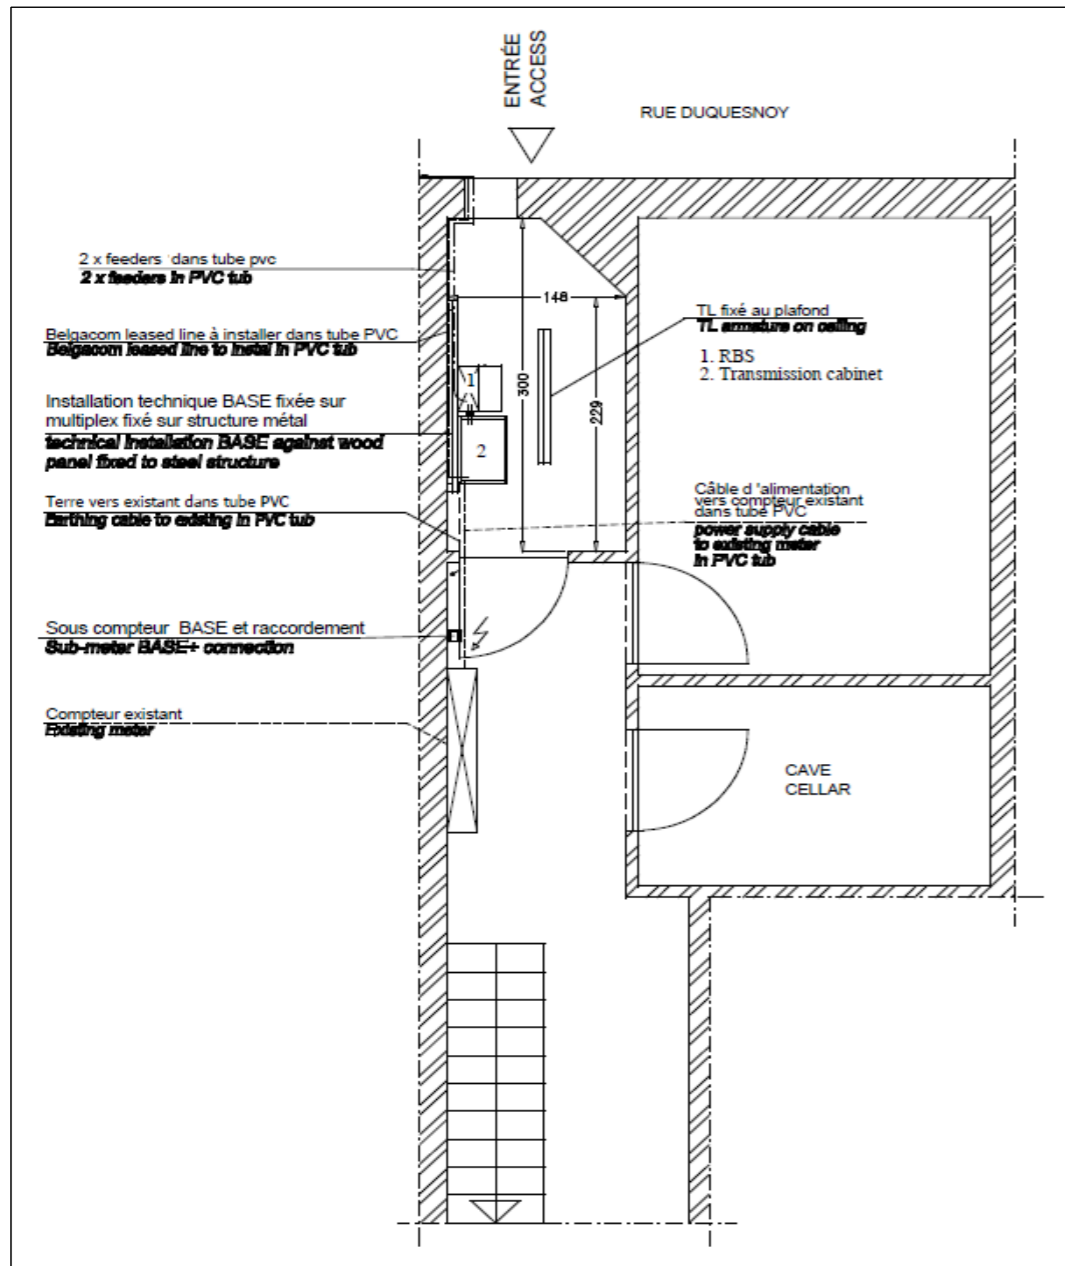 ENTRÉE
ACCESS
RUE DUQUESNOY
2 x feeders dans tube pvc
2 x feeders in PVC tub
Belgacom leased line à installer dans tube PVC
Belgacom leased line to instal in PVC tub
Installation technique BASE fixée sur
multiplex fixé sur structure métal
technical installation BASE against wood
panel fixed to steel structure
Terre vers existant dans tube PVC
Earthing cable to existing in PVC tub
Sous compteur BASE et raccordement
Sub-meter BASE+ connection
Compteur existant
Existing meter
148
300
229
1
2
TL fixé au plafond
TL armature on ceiling
1. RBS
2. Transmission cabinet
Câble d 'alimentation
vers compteur existant
dans tube PVC
power supply cable
to existing meter
in PVC tub
CAVE
CELLAR